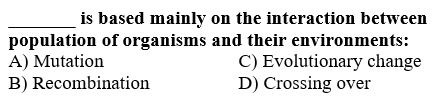 ________ is based mainly on the interaction between
population of organisms and their environments:
A) Mutation C) Evolutionary change
B) Recombination D) Crossing over